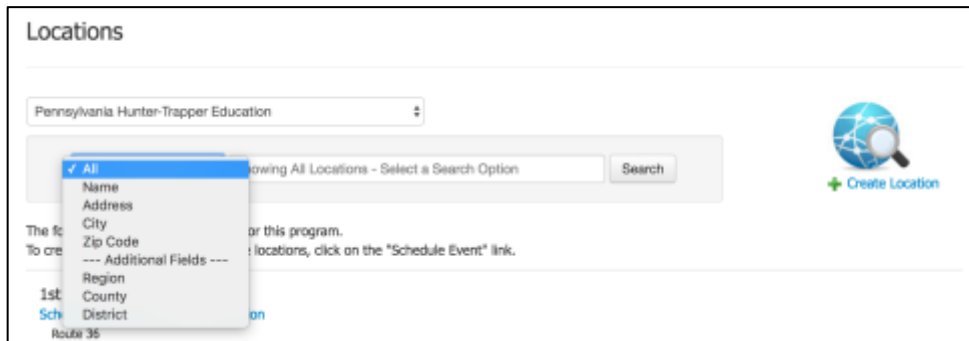 Locations
Pennsylvania Hunter-Trapper Education
✓ All
owing All Locations - Select a Search Option
Search
Name
Address
City
Zip Code
--- Additional Fields ---
Region
County
District
Create Location
The fo
or this program.
To cre
locations, click on the "Schedule Event" link.
1st
Sch
on
Route 36